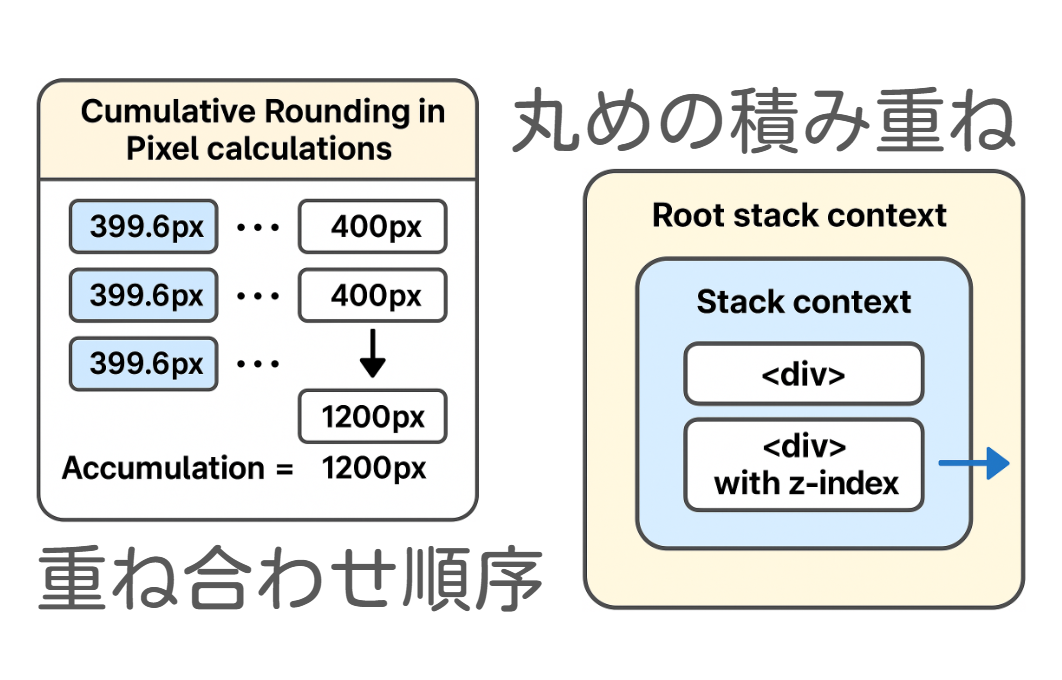 Cumulative Rounding in
Pixel calculations
399.6px ... 400px
399.6px ... 400px
399.6px ...
1200px
Accumulation = 1200px
重ね合わせ順序
丸めの積み重ね
Root stack context
Stack context
<div>
<div>
with z-index